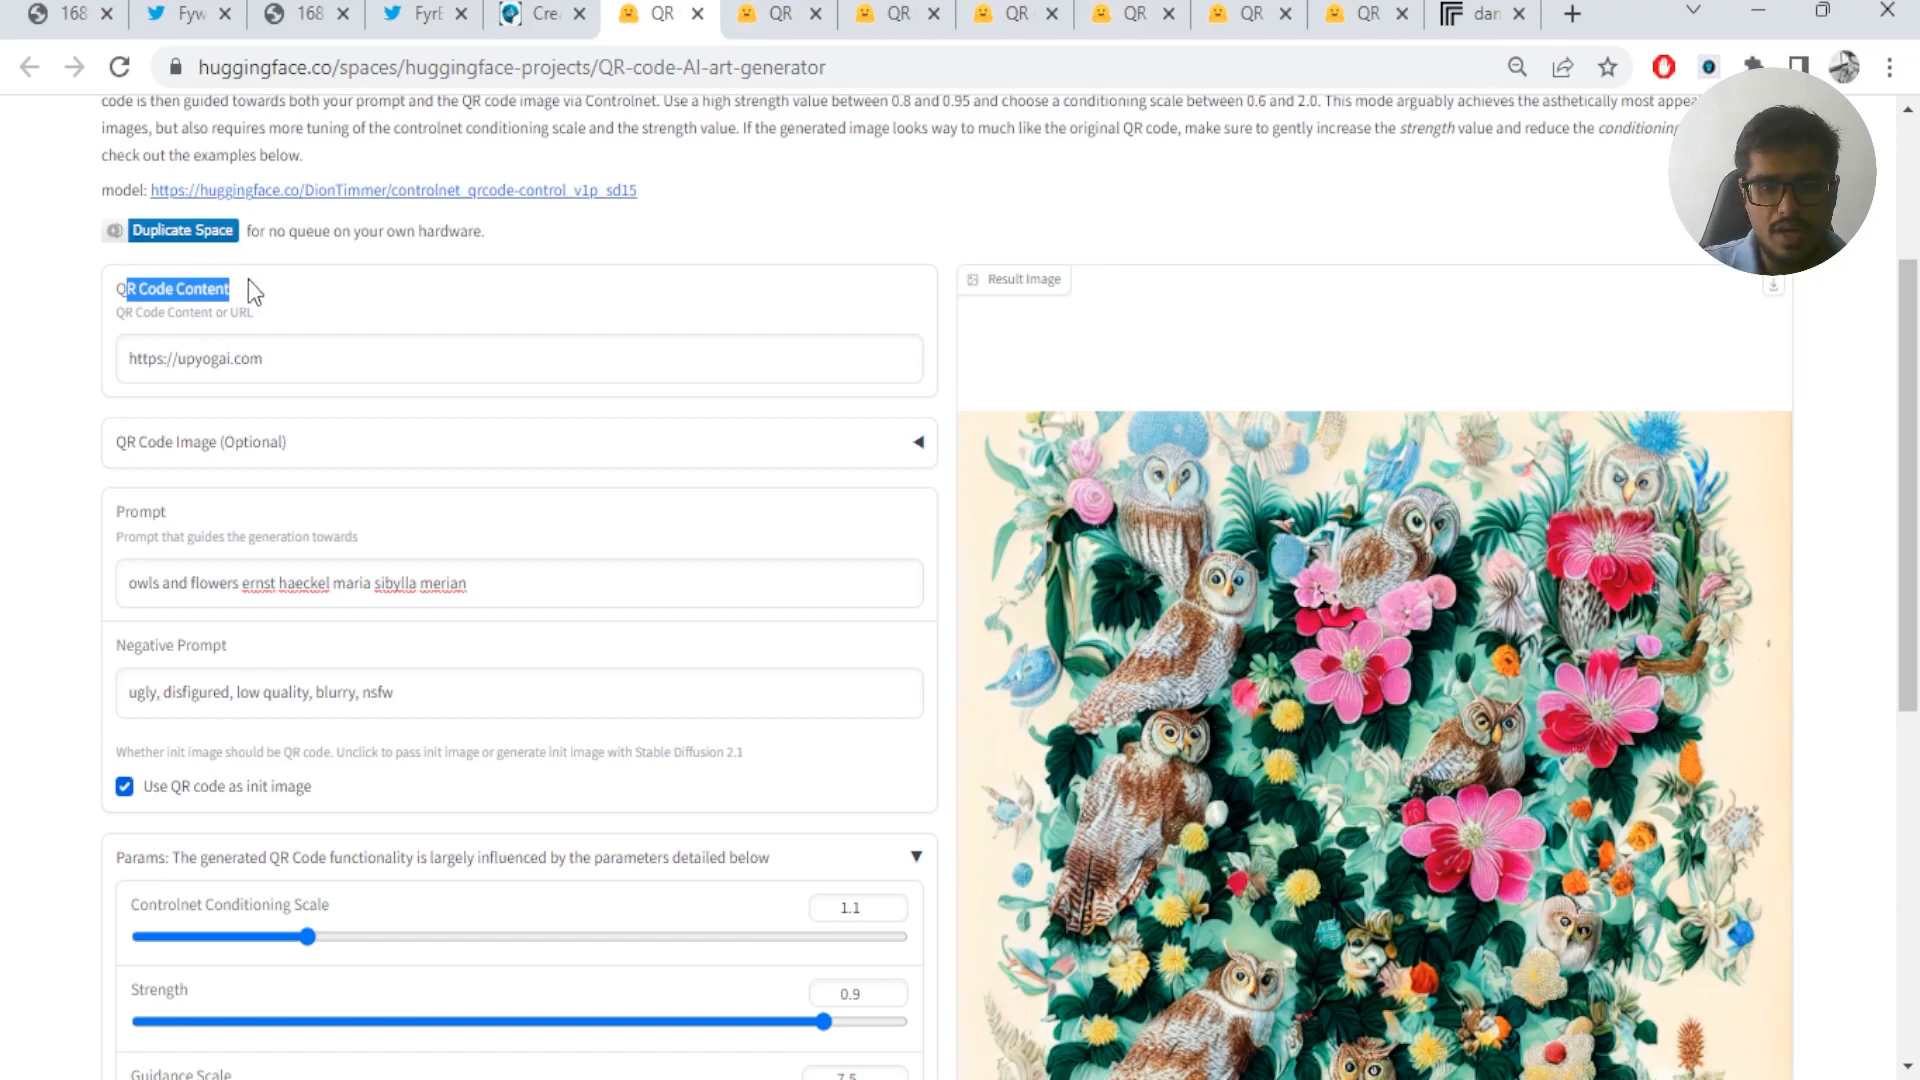 168
Fyw
168
FyrE
Cre
QR
QR
QR
QR
QR
QR
QR
dan
huggingface.co/spaces/huggingface-projects/QR-code-AI-art-generator
code is then guided towards both your prompt and the QR code image via Controlnet. Use a high strength value between 0.8 and 0.95 and choose a conditioning scale between 0.6 and 2.0. This mode arguably achieves the asthetically most appe
images, but also requires more tuning of the controlnet conditioning scale and the strength value. If the generated image looks way to much like the original QR code, make sure to gently increase the strength value and reduce the conditioning
check out the examples below.
model: https://huggingface.co/DionTimmer/controlnet_qrcode-control_v1p_sd15
Duplicate Space for no queue on your own hardware.
QR Code Content
QR Code Content or URL
https://upyogai.com
QR Code Image (Optional)
Prompt
Prompt that guides the generation towards
owls and flowers ernst haeckel maria sibylla merian
Negative Prompt
ugly, disfigured, low quality, blurry, nsfw
Whether init image should be QR code. Unclick to pass init image or generate init image with Stable Diffusion 2.1
Use QR code as init image
Params: The generated QR Code functionality is largely influenced by the parameters detailed below
Controlnet Conditioning Scale
1.1
Strength
0.9
Guidance Scale
7.5
Result Image